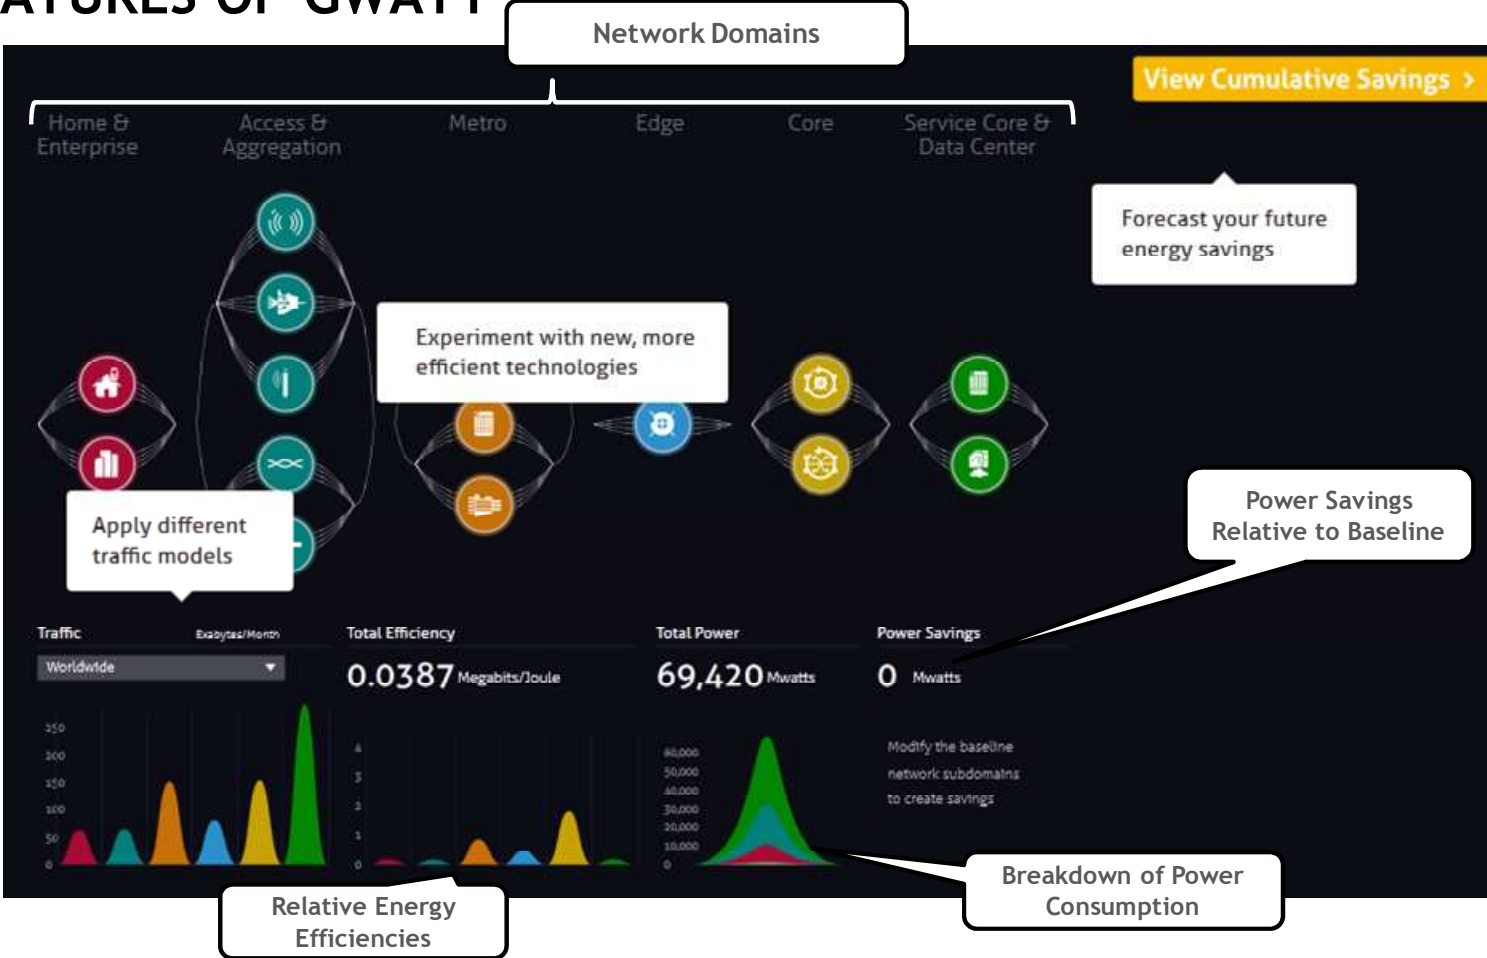 ATURES OF GWATT
Network Domains
View Cumulative Savings >
Home &
Enterprise
Access &
Aggregation
Metro
Edge
Core
Service Core &
Data Center
Forecast your future
energy savings
Experiment with new, more
efficient technologies
Apply different
traffic models
Power Savings
Relative to Baseline
Traffic
Exabytes/Month
Worldwide
250
200
150
100
50
0
Total Efficiency
0.0387 Megabits/Joule
4
3
2
1
0
Total Power
69,420 Mwatts
60,000
50,000
40,000
30,000
20,000
10,000
0
Power Savings
0 Mwatts
Modify the baseline
network subdomains
to create savings
Relative Energy
Efficiencies
Breakdown of Power
Consumption